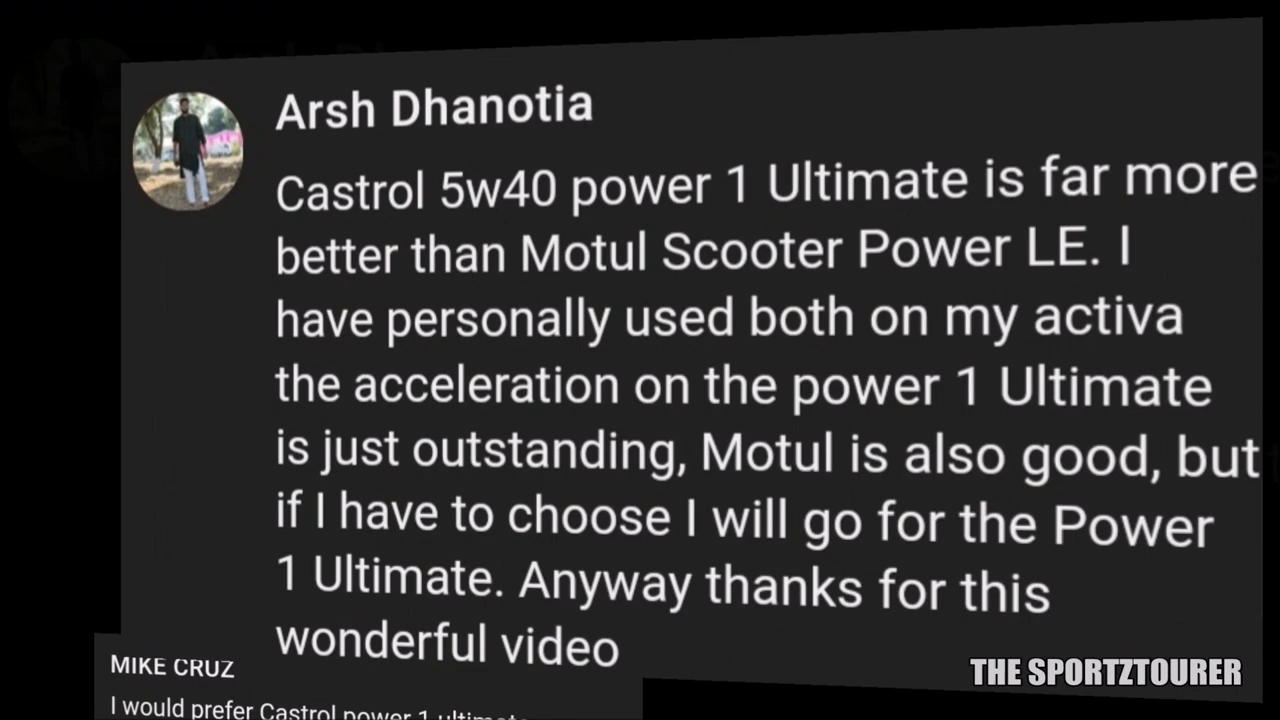 Arsh Dhanotia
Castrol 5w40 power 1 Ultimate is far more
better than Motul Scooter Power LE. I
have personally used both on my activa
the acceleration on the power 1 Ultimate
is just outstanding, Motul is also good, but
if I have to choose I will go for the Power
1 Ultimate. Anyway thanks for this
wonderful video
MIKE CRUZ
I would prefer Castrol power 1 ultimate
THE SPORTZTOURER